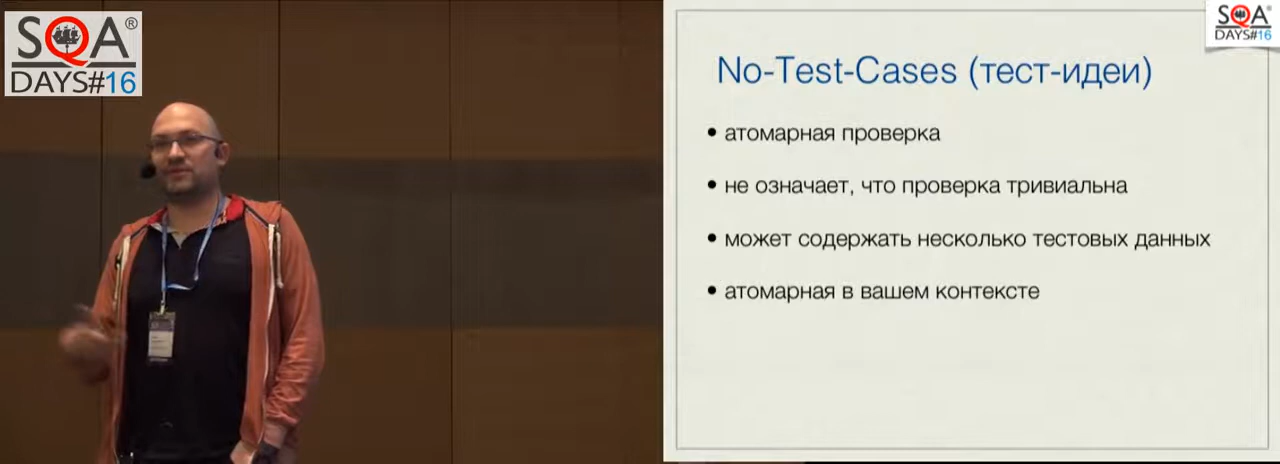 SQA®
DAYS#16
SQA®
DAYS#16
No-Test-Cases (тест-идеи)
• атомарная проверка
• не означает, что проверка тривиальна
• может содержать несколько тестовых данных
• атомарная в вашем контексте